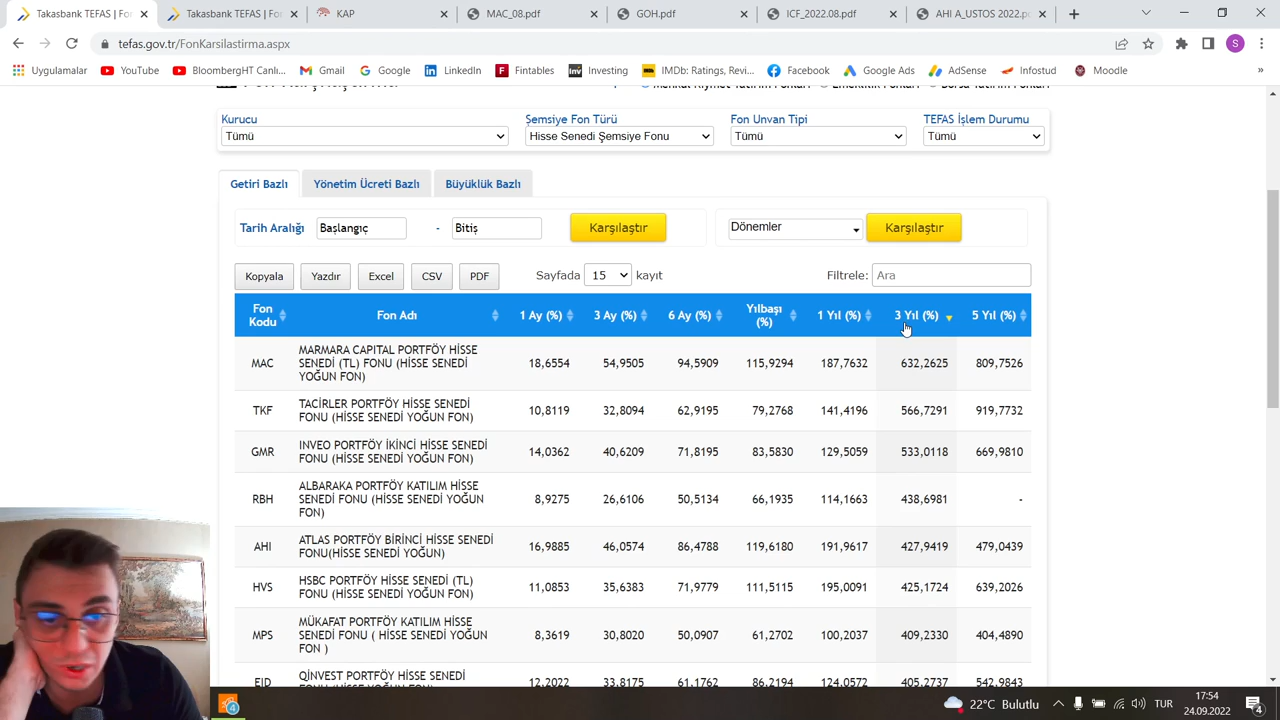 Takasbank TEFAS | Fo
Takasbank TEFAS | Fo
KAP
MAC_08.pdf
GOH.pdf
ICF_2022.08.pdf
AHI A_USTOS 2022.p
tefas.gov.tr/FonKarsilastirma.aspx
S
Uygulamalar
YouTube
BloombergHT Canlı...
Gmail
Google
LinkedIn
Fintables
Investing
IMDb: Ratings, Revi...
Facebook
Google Ads
AdSense
Infostud
Moodle
»
Kurucu
Şemsiye Fon Türü
Fon Unvan Tipi
TEFAS İşlem Durumu
Tümü
Hisse Senedi Şemsiye Fonu
Tümü
Tümü
Getiri Bazlı
Yönetim Ücreti Bazlı
Büyüklük Bazlı
Tarih Aralığı
Başlangıç
-
Bitiş
Karşılaştır
Dönemler
Karşılaştır
Kopyala
Yazdır
Excel
CSV
PDF
Sayfada
15
kayıt
Filtrele:
Ara
Fon
Kodu
Fon Adı
1 Ay (%)
3 Ay (%)
6 Ay (%)
Yılbaşı
(%)
1 Yıl (%)
3 Yıl (%)
5 Yıl (%)
MAC
MARMARA CAPITAL PORTFÖY HİSSE
SENEDİ (TL) FONU (HİSSE SENEDİ
YOĞUN FON)
18,6554
54,9505
94,5909
115,9294
187,7632
632,2625
809,7526
TKF
TACİRLER PORTFÖY HİSSE SENEDİ
FONU (HİSSE SENEDİ YOĞUN FON)
10,8119
32,8094
62,9195
79,2768
141,4196
566,7291
919,7732
GMR
INVEO PORTFÖY İKİNCİ HİSSE SENEDİ
FONU (HİSSE SENEDİ YOĞUN FON)
14,0362
40,6209
71,8195
83,5830
129,5059
533,0118
669,9810
RBH
ALBARAKA PORTFÖY KATILIM HİSSE
SENEDİ FONU (HİSSE SENEDİ YOĞUN
FON)
8,9275
26,6106
50,5134
66,1935
114,1663
438,6981
-
AHI
ATLAS PORTFÖY BİRİNCİ HİSSE SENEDİ
FONU(HİSSE SENEDİ YOĞUN)
16,9885
46,0574
86,4788
119,6180
191,9617
427,9419
479,0439
HVS
HSBC PORTFÖY HİSSE SENEDİ (TL)
FONU (HİSSE SENEDİ YOĞUN FON)
11,0853
35,6383
71,9779
111,5115
195,0091
425,1724
639,2026
MPS
MÜKAFAT PORTFÖY KATILIM HİSSE
SENEDİ FONU ( HİSSE SENEDİ YOĞUN
FON )
8,3619
30,8020
50,0907
61,2702
100,2037
409,2330
404,4890
EID
QİNVEST PORTFÖY HİSSE SENEDİ
12,2022
33,8175
61,1762
86,2194
124,0572
405,2737
542,9843
22°C Bulutlu
TUR
17:54
24.09.2022
4